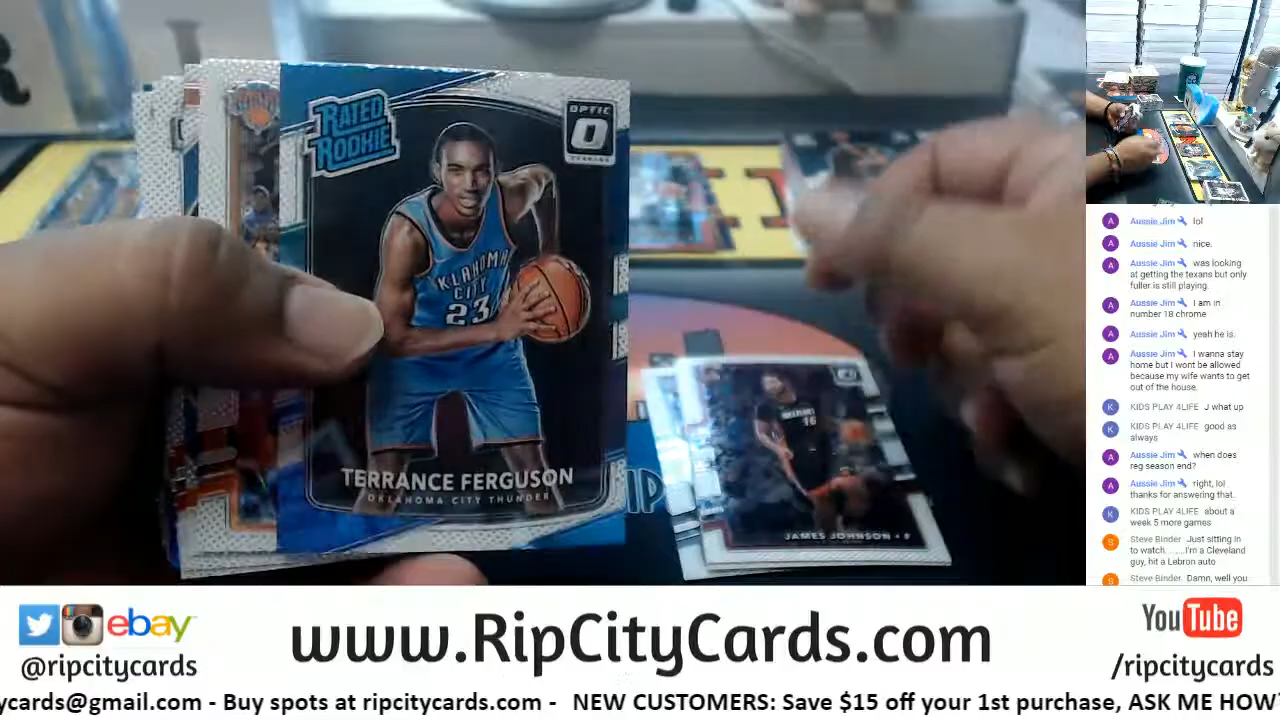 RATED
ROOKIE
OPTIC
OKLAHOMA
CITY
23
TERRANCE FERGUSON
OKLAHOMA CITY THUNDER
16
JAMES JOHNSON • F
RIP
Aussie Jim lol
Aussie Jim nice.
Aussie Jim was looking
at getting the texans but only
fuller is still playing.
Aussie Jim I am in
number 18 chrome
Aussie Jim yeah he is.
Aussie Jim I wanna stay
home but I wont be allowed
because my wife wants to get
out of the house.
KIDS PLAY 4LIFE J what up
KIDS PLAY 4LIFE good as
always
Aussie Jim when does
reg season end?
Aussie Jim right, lol
thanks for answering that.
KIDS PLAY 4LIFE about a
week 5 more games
Steve Binder Just sitting in
to watch........I'm a Cleveland
guy, hit a Lebron auto
Steve Binder Damn, well you
ebay
@ripcitycards
www.RipCityCards.com
YouTube
/ripcitycards
ycards@gmail.com - Buy spots at ripcitycards.com - NEW CUSTOMERS: Save $15 off your 1st purchase, ASK ME HOW